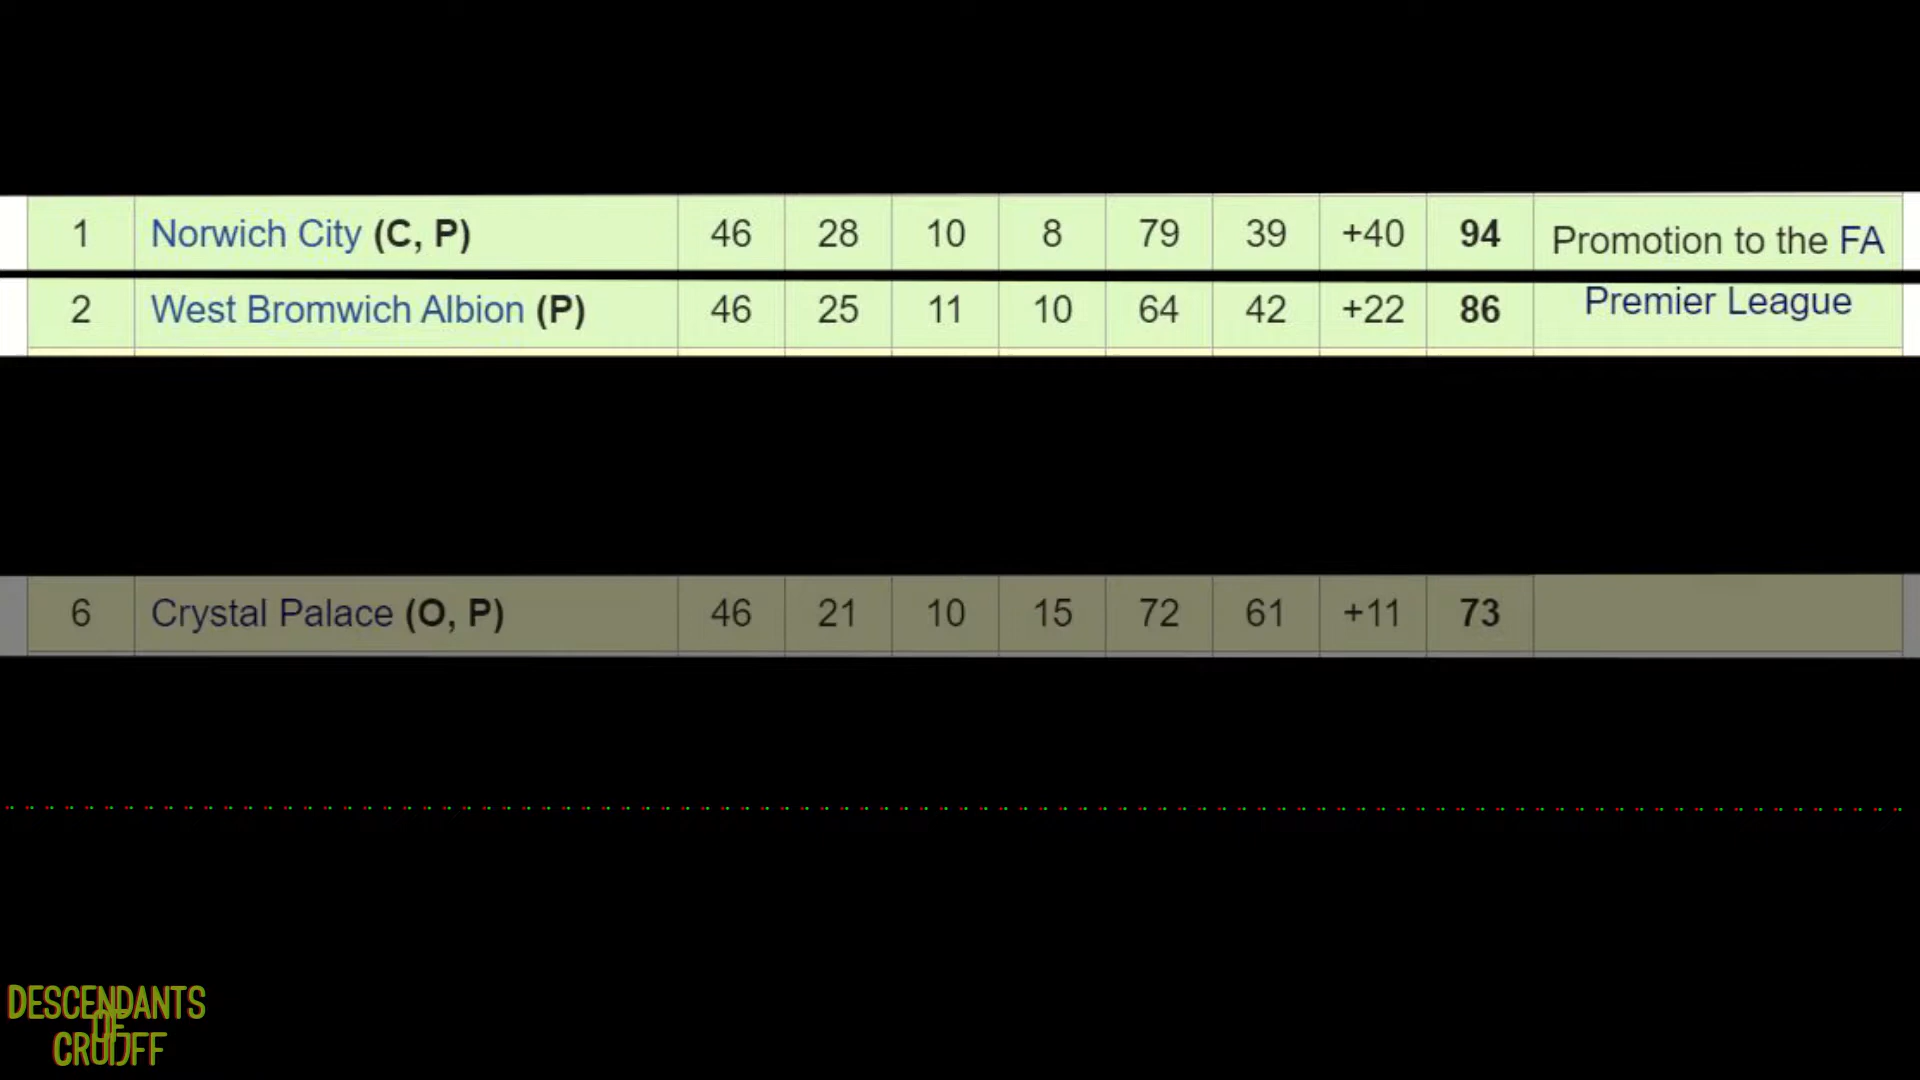 1 Norwich City (C, P) 46 28 10 8 79 39 +40 94 Promotion to the FA
2 West Bromwich Albion (P) 46 25 11 10 64 42 +22 86 Premier League
6 Crystal Palace (O, P) 46 21 10 15 72 61 +11 73
DESCENDANTS
OF
CRUIJFF